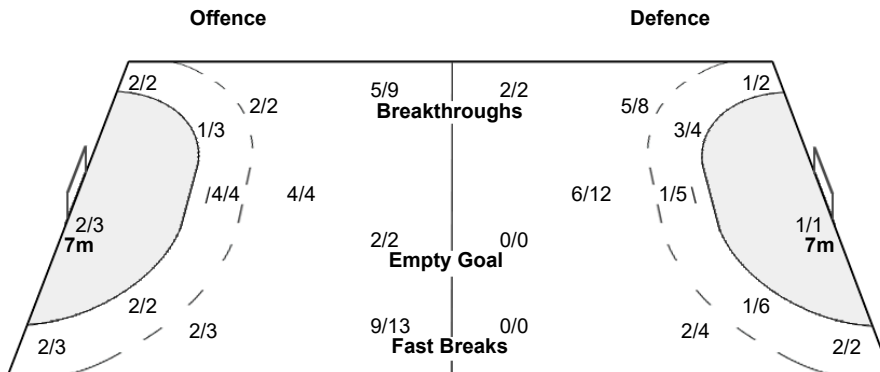 Offence Defence
2/2 5/9 2/2 1/2
2/2 5/8
Breakthroughs
1/3 3/4
4/4 4/4 6/12 1/5
2/3 1/1
7m 7m
2/2 0/0
Empty Goal
2/2 1/6
2/3 9/13 0/0 2/4
2/3 Fast Breaks 2/2